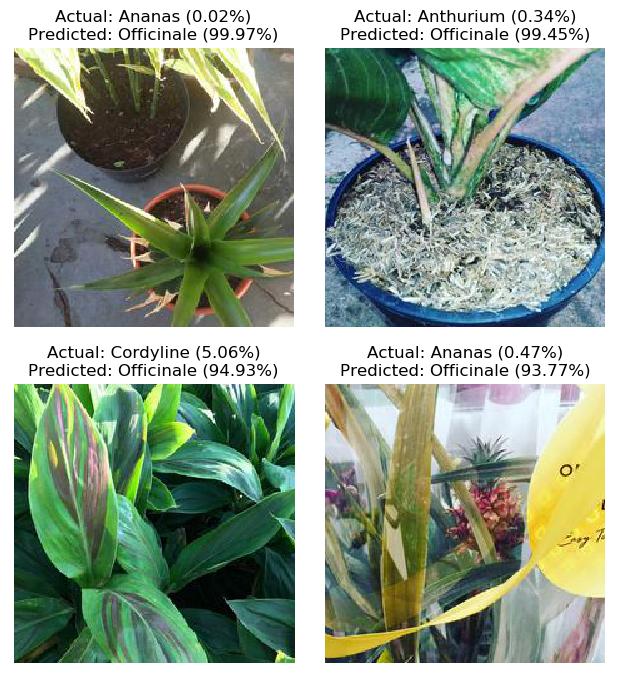 Actual: Ananas (0.02%)
Predicted: Officinale (99.97%)
Actual: Anthurium (0.34%)
Predicted: Officinale (99.45%)
Actual: Cordyline (5.06%)
Predicted: Officinale (94.93%)
Actual: Ananas (0.47%)
Predicted: Officinale (93.77%)
Easy